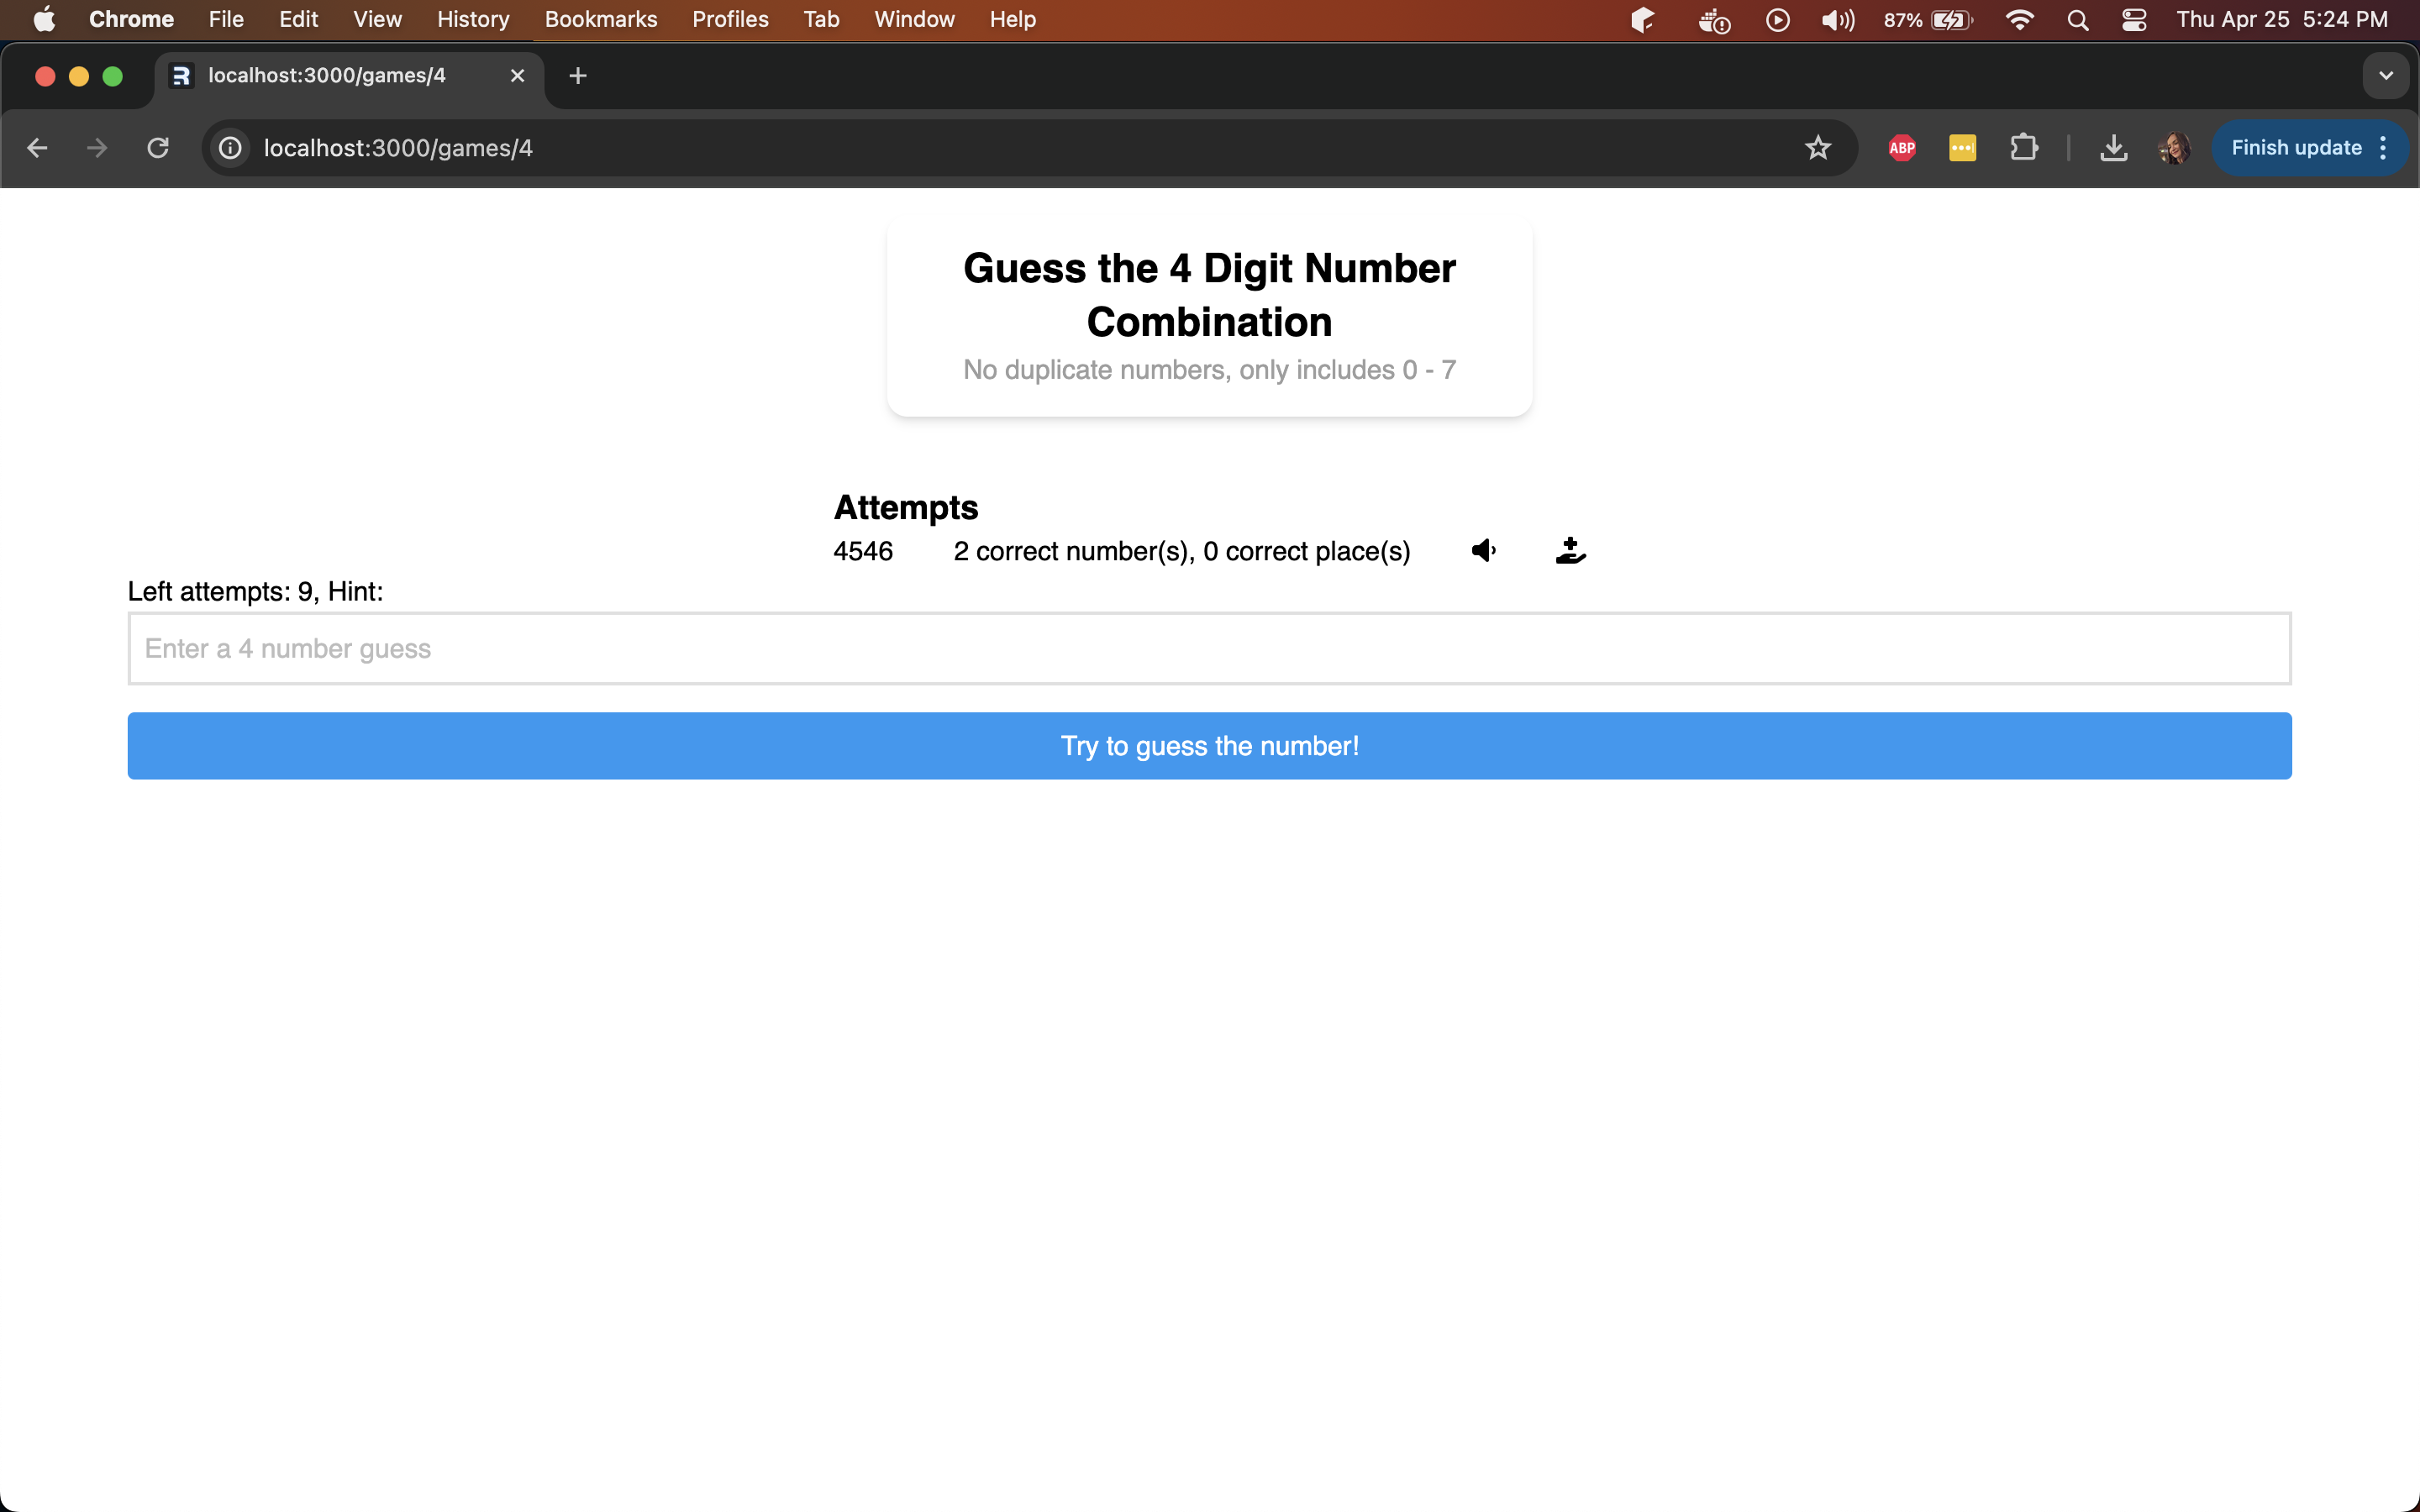 Chrome File Edit View History Bookmarks Profiles Tab Window Help 87% Thu Apr 25 5:24 PM
localhost:3000/games/4
localhost:3000/games/4 ABP Finish update
Guess the 4 Digit Number
Combination
No duplicate numbers, only includes 0 - 7
Attempts
4546 2 correct number(s), 0 correct place(s)
Left attempts: 9, Hint:
Enter a 4 number guess
Try to guess the number!